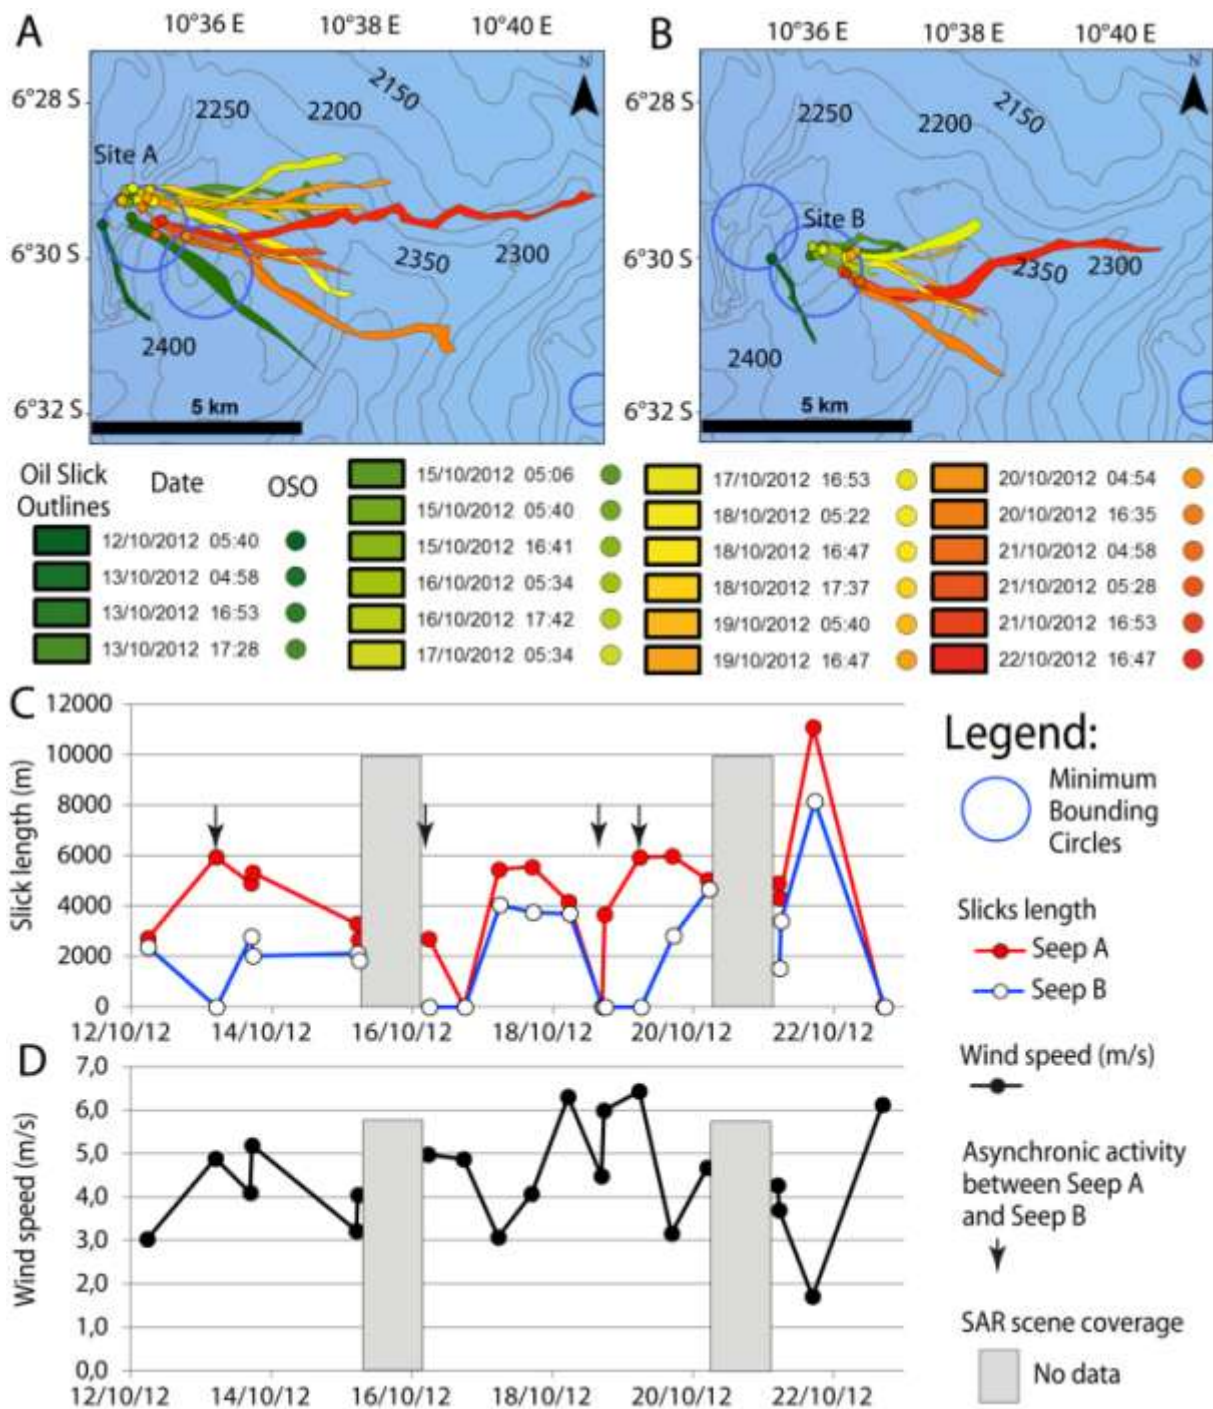 A
10°36 E
10°38 E
10°40 E
B
10°36 E
10°38 E
10°40 E
6°28 S
6°30 S
6°32 S
N
2150
2200
2250
Site A
2350
2300
2400
5 km
6°28 S
6°30 S
6°32 S
N
2150
2200
2250
Site B
2350
2300
2400
5 km
Oil Slick
Outlines
Date
OSO
12/10/2012 05:40
13/10/2012 04:58
13/10/2012 16:53
13/10/2012 17:28
15/10/2012 05:06
15/10/2012 05:40
15/10/2012 16:41
16/10/2012 05:34
16/10/2012 17:42
17/10/2012 05:34
17/10/2012 16:53
18/10/2012 05:22
18/10/2012 16:47
18/10/2012 17:37
19/10/2012 05:40
19/10/2012 16:47
20/10/2012 04:54
20/10/2012 16:35
21/10/2012 04:58
21/10/2012 05:28
21/10/2012 16:53
22/10/2012 16:47
C
Slick length (m)
12000
10000
8000
6000
4000
2000
0
12/10/12
14/10/12
16/10/12
18/10/12
20/10/12
22/10/12
D
Wind speed (m/s)
7,0
6,0
5,0
4,0
3,0
2,0
1,0
0,0
12/10/12
14/10/12
16/10/12
18/10/12
20/10/12
22/10/12
Legend:
Minimum
Bounding
Circles
Slicks length
Seep A
Seep B
Wind speed (m/s)
Asynchronic activity
between Seep A
and Seep B
SAR scene coverage
No data